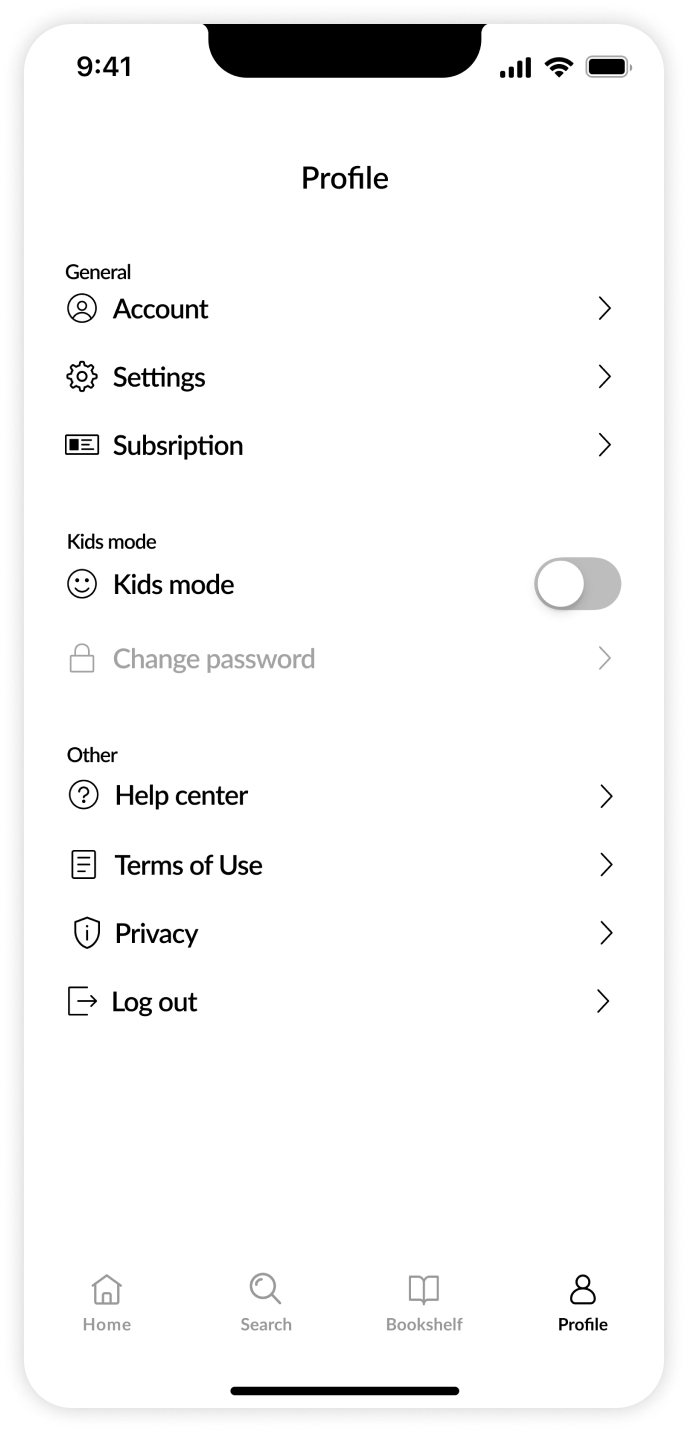 9:41
Profile
General
Account
Settings
Subsription
Kids mode
Kids mode
Change password
Other
Help center
Terms of Use
Privacy
Log out
Home
Search
Bookshelf
Profile